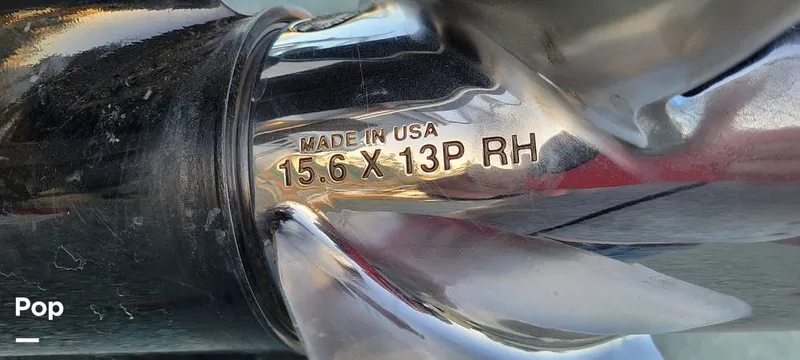 MADE IN USA
15.6 X 13P RH
Pop